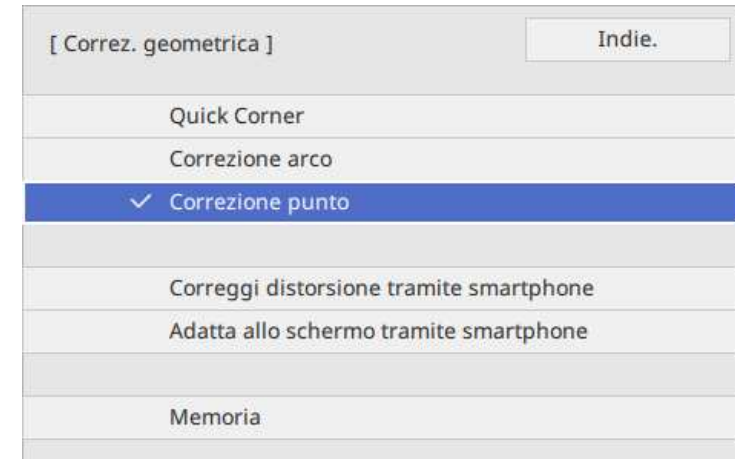 [ Correz. geometrica ]
Indie.
Quick Corner
Correzione arco
Correzione punto
Correggi distorsione tramite smartphone
Adatta allo schermo tramite smartphone
Memoria